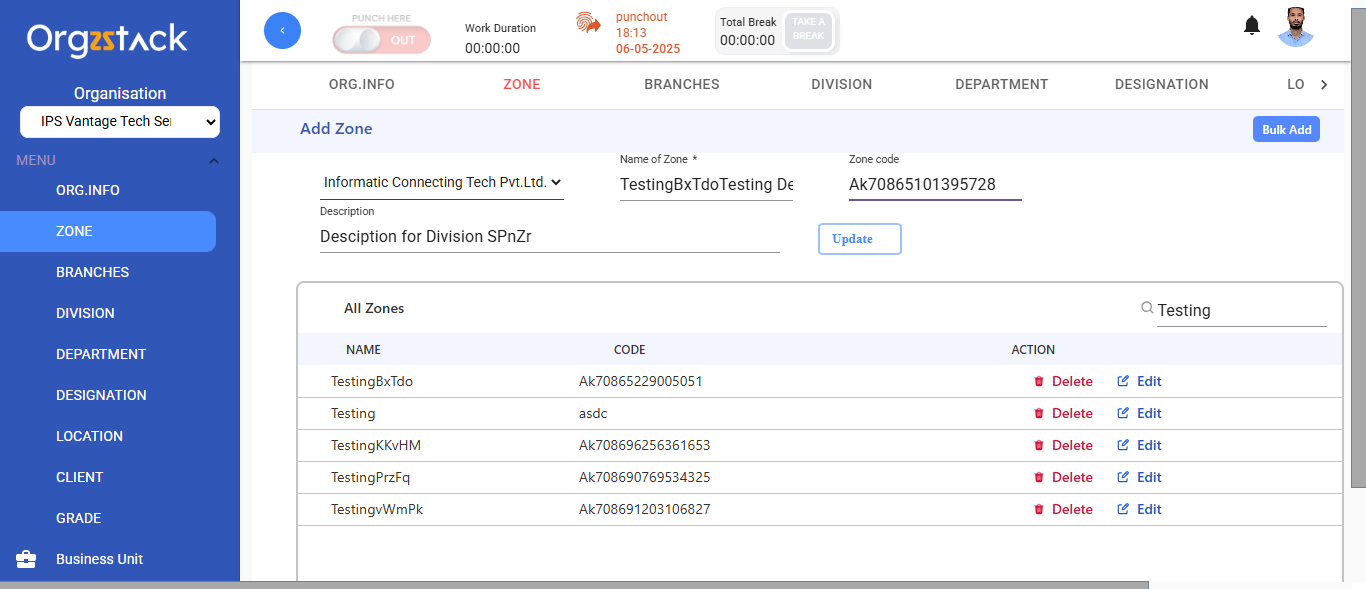 Orgzstack
Organisation
IPS Vantage Tech Ser
MENU
ORG.INFO
ZONE
BRANCHES
DIVISION
DEPARTMENT
DESIGNATION
LOCATION
CLIENT
GRADE
Business Unit
PUNCH HERE
OUT
Work Duration
00:00:00
punchout
18:13
06-05-2025
Total Break
00:00:00
TAKE A
BREAK
ORG.INFO ZONE BRANCHES DIVISION DEPARTMENT DESIGNATION LO
Add Zone
Bulk Add
Informatic Connecting Tech Pvt.Ltd.
Name of Zone *
TestingBxTdoTesting De
Zone code
Ak70865101395728
Description
Desciption for Division SPnZr
Update
All Zones
Testing
NAME CODE ACTION
TestingBxTdo Ak70865229005051 Delete Edit
Testing asdc Delete Edit
TestingKKvHM Ak708696256361653 Delete Edit
TestingPrzFq Ak708690769534325 Delete Edit
TestingvWmPk Ak708691203106827 Delete Edit